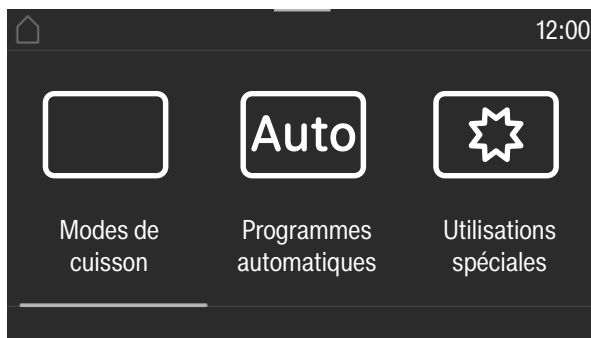 12:00
Auto
Modes de
cuisson
Programmes
automatiques
Utilisations
spéciales